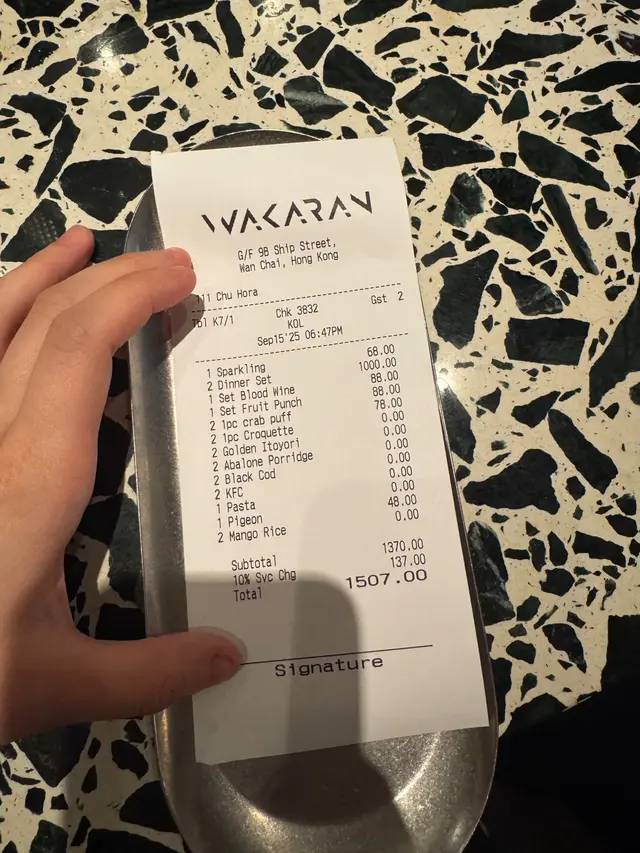 WAKARAN
G/F 9B Ship Street,
Wan Chai, Hong Kong
111 Chu Hora
Tbl K7/1 Chk 3832 Gst 2
KOL
Sep15'25 06:47PM
1 Sparkling 68.00
2 Dinner Set 1000.00
1 Set Blood Wine 88.00
1 Set Fruit Punch 88.00
2 1pc crab puff 78.00
2 1pc Croquette 0.00
2 Golden Itoyori 0.00
2 Abalone Porridge 0.00
2 Black Cod 0.00
2 KFC 0.00
1 Pasta 0.00
1 Pigeon 48.00
2 Mango Rice 0.00
Subtotal 1370.00
10% Svc Chg 137.00
Total 1507.00
Signature